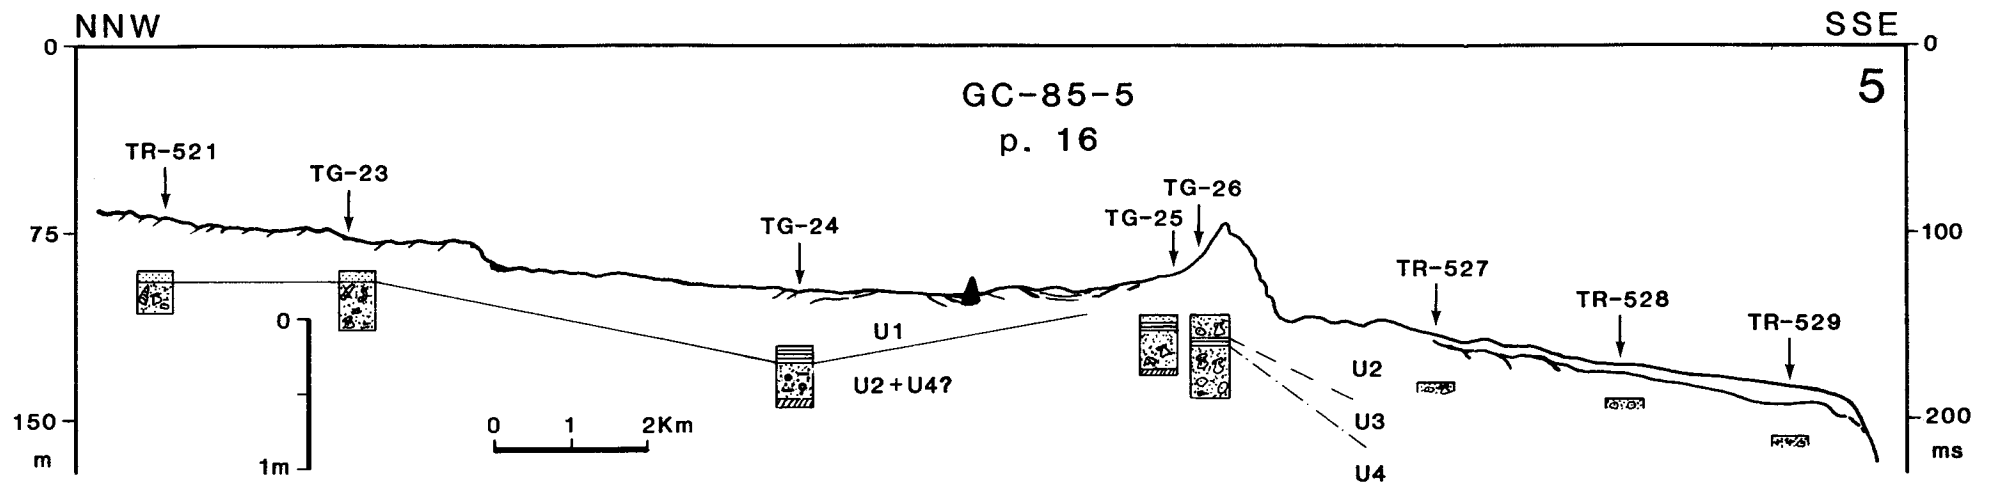 NNW
SSE
0
0
GC-85-5
5
p. 16
TR-521
TG-23
TG-26
TG-25
TG-24
75
100
TR-527
TR-528
TR-529
0
U1
U2
U2+U4?
U3
150
200
0 1 2Km
m
1m
ms
U4